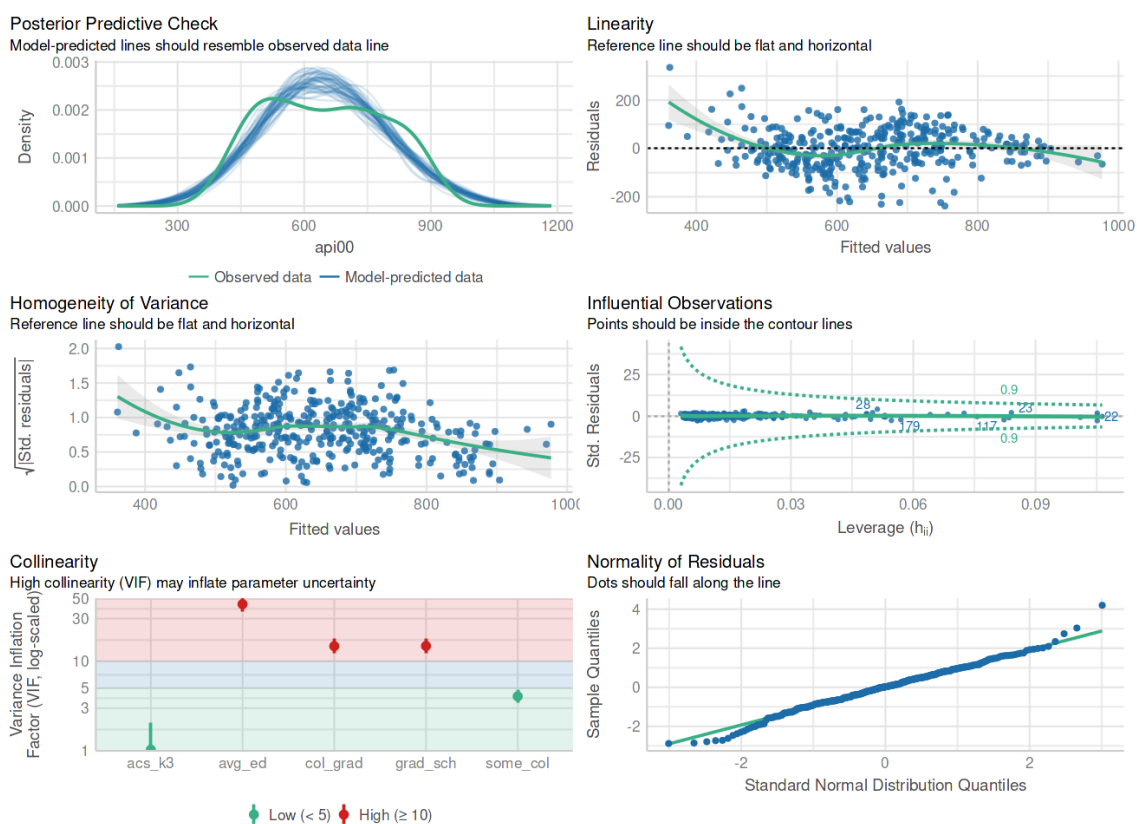 Posterior Predictive Check
Model-predicted lines should resemble observed data line
0.003
0.002
0.001
0.000
Density
300 600 900 1200
api00
Observed data Model-predicted data
Linearity
Reference line should be flat and horizontal
200
0
-200
Residuals
400 600 800 1000
Fitted values
Homogeneity of Variance
Reference line should be flat and horizontal
2.0
1.5
1.0
0.5
0.0
√|Std. residuals|
400 600 800 1000
Fitted values
Influential Observations
Points should be inside the contour lines
25
0
-25
Std. Residuals
0.9
28 23
22
179 117
0.9
0.00 0.03 0.06 0.09
Leverage (hii)
Collinearity
High collinearity (VIF) may inflate parameter uncertainty
50
30
10
5
3
1
Variance Inflation
Factor (VIF, log-scaled)
acs_k3 avg_ed col_grad grad_sch some_col
Low (< 5) High (≥ 10)
Normality of Residuals
Dots should fall along the line
4
2
0
-2
Sample Quantiles
-2 0 2
Standard Normal Distribution Quantiles